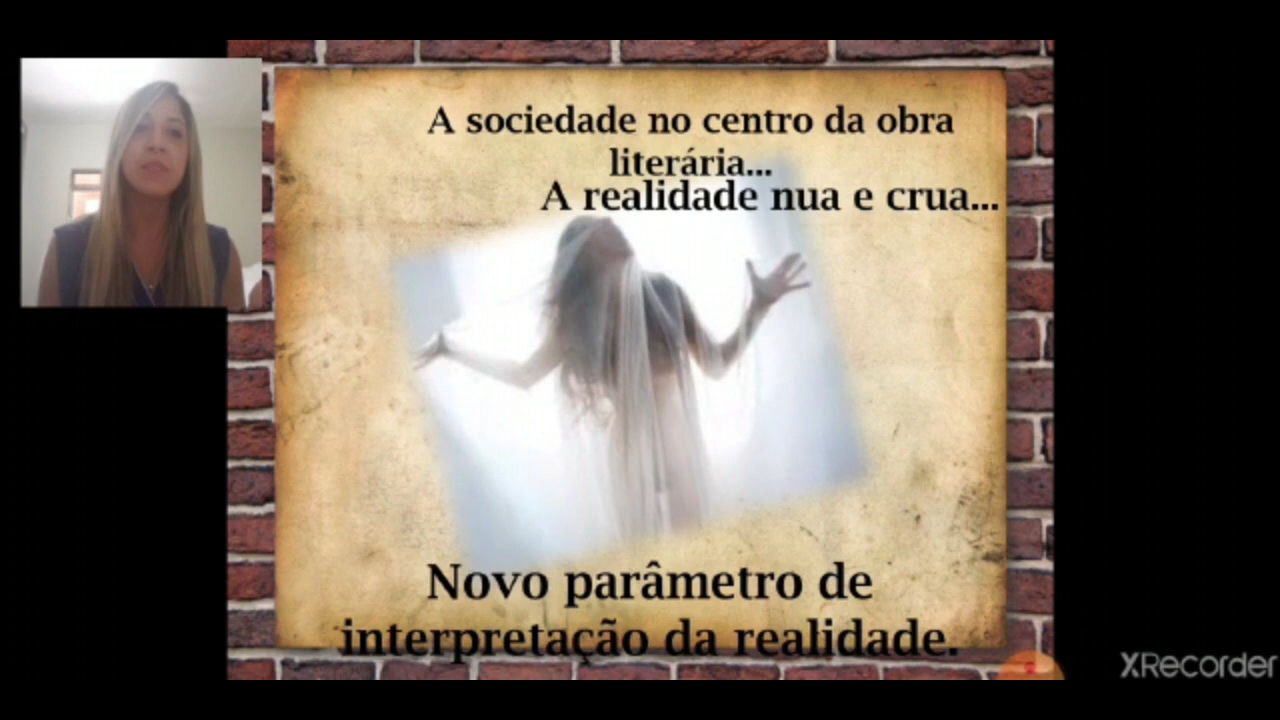 A sociedade no centro da obra
literária...
A realidade nua e crua...
Novo parâmetro de
interpretação da realidade.
XRecorder